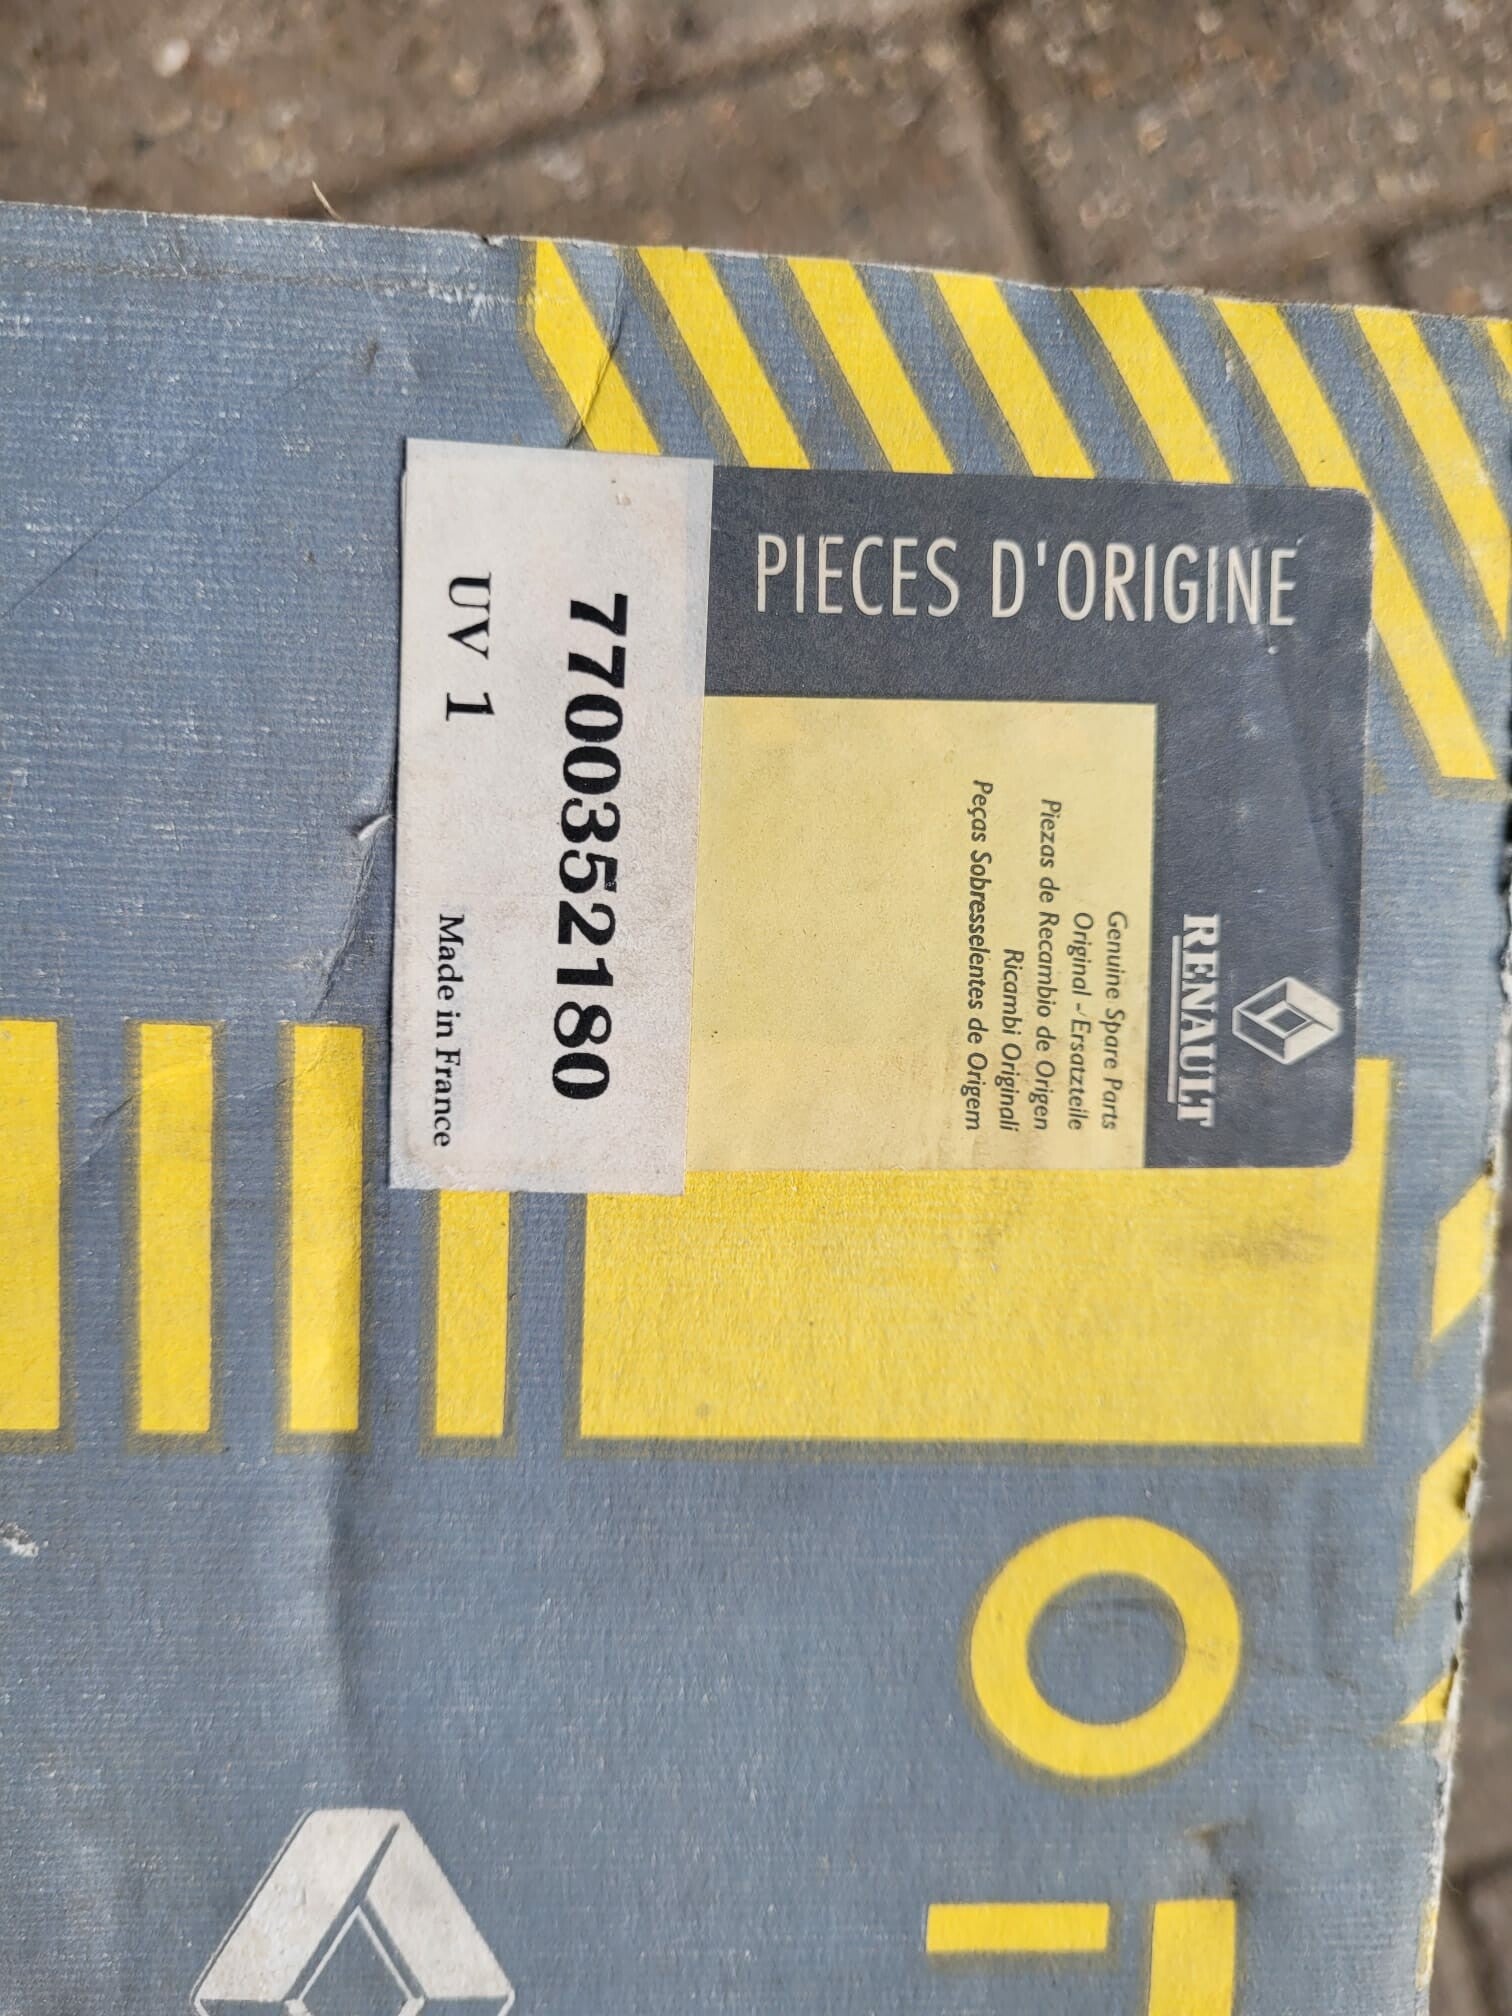 RENAULT
PIECES D'ORIGINE
Genuine Spare Parts
Original - Ersatzteile
Piezas de Recambio de Origen
Ricambi Originali
Peças Sobresselentes de Origem
7700352180
UV 1
Made in France